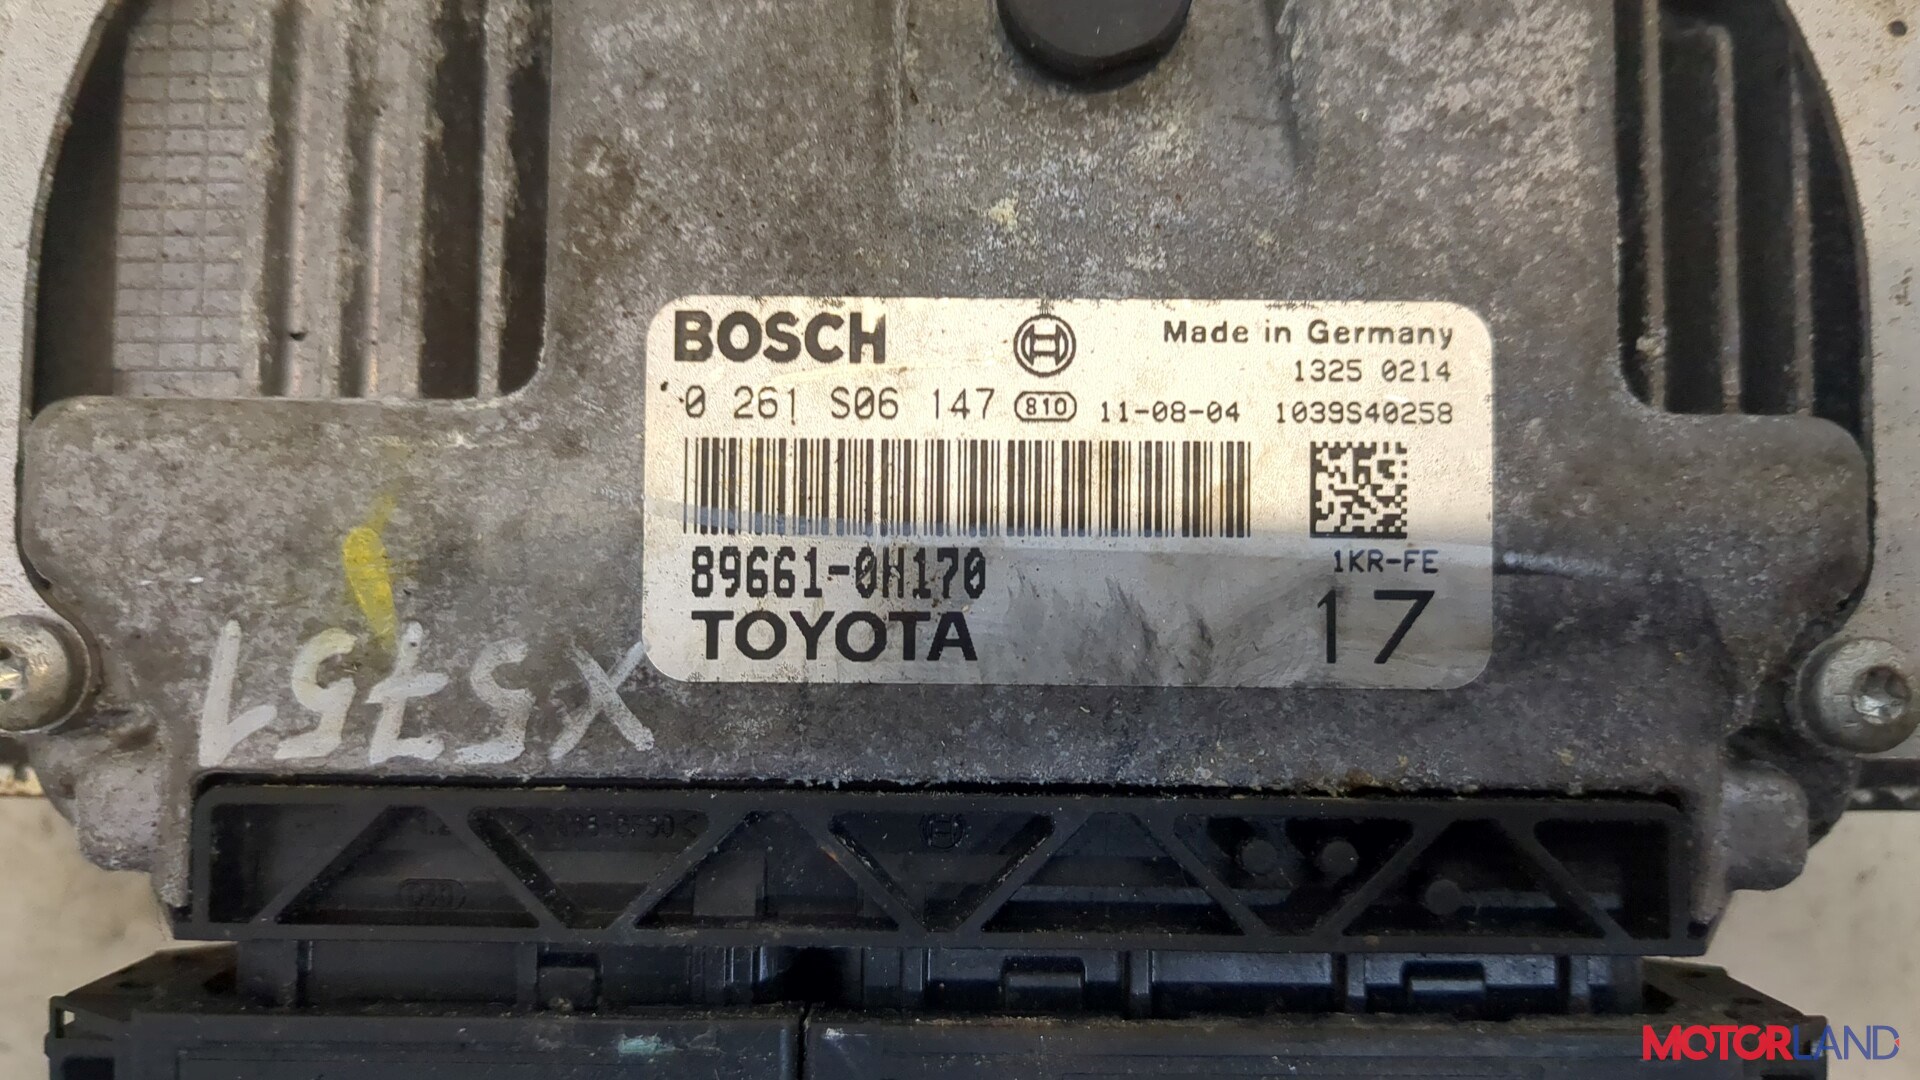 BOSCH
Made in Germany
1325 0214
0 261 S06 147 810 11-08-04 1039S40258
89661-0H170
1KR-FE
TOYOTA
17
X5751
MOTORLAND